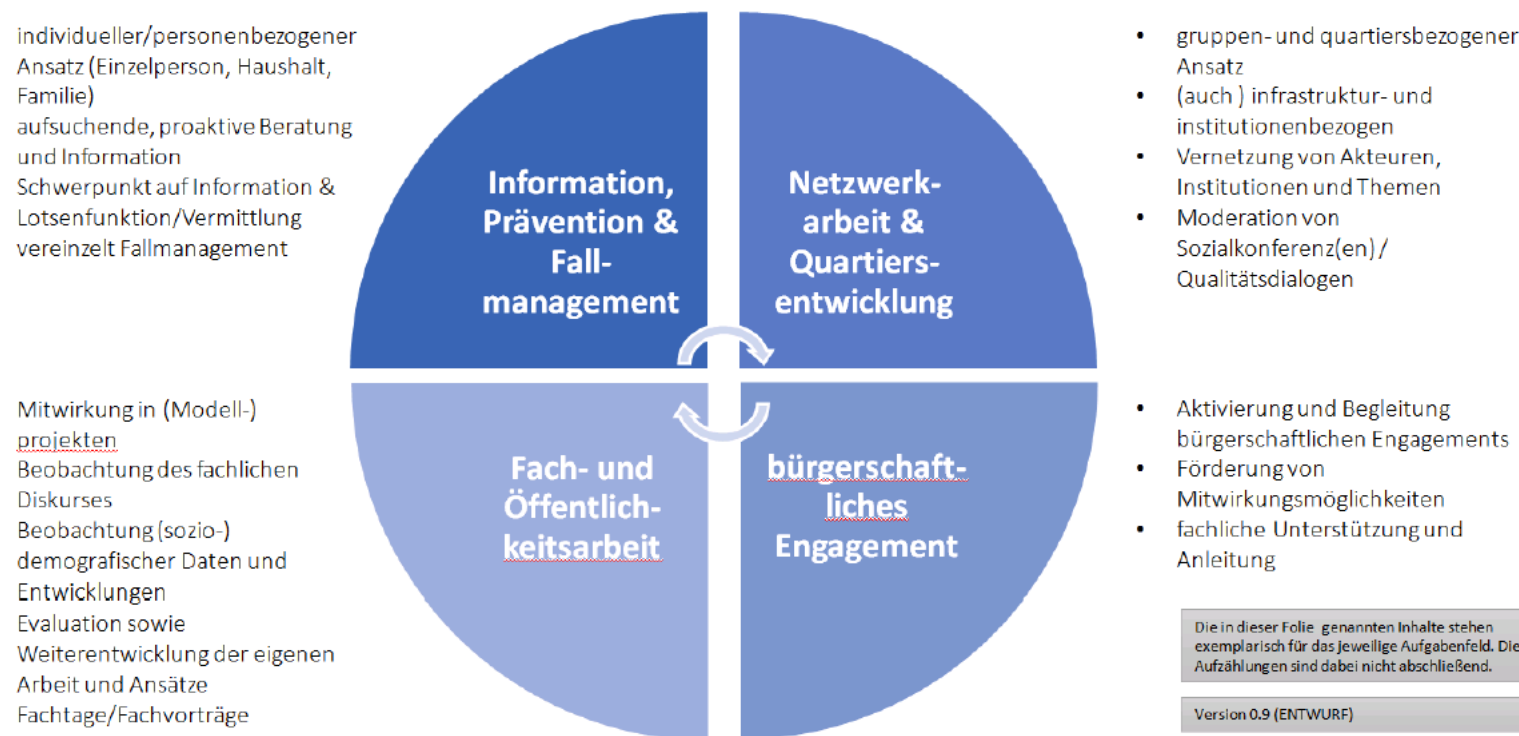 individueller/personenbezogener
Ansatz (Einzelperson, Haushalt,
Familie)
aufsuchende, proaktive Beratung
und Information
Schwerpunkt auf Information &
Lotsenfunktion/Vermittlung
vereinzelt Fallmanagement
Information,
Prävention &
Fall-
management
Netzwerk-
arbeit &
Quartiers-
entwicklung
• gruppen- und quartiersbezogener
Ansatz
• (auch ) infrastruktur- und
institutionenbezogen
• Vernetzung von Akteuren,
Institutionen und Themen
• Moderation von
Sozialkonferenz(en) /
Qualitätsdialogen
Mitwirkung in (Modell-)
projekten
Beobachtung des fachlichen
Diskurses
Beobachtung (sozio-)
demografischer Daten und
Entwicklungen
Evaluation sowie
Weiterentwicklung der eigenen
Arbeit und Ansätze
Fachtage/Fachvorträge
Fach- und
Öffentlich-
keitsarbeit
bürgerschaft-
liches
Engagement
• Aktivierung und Begleitung
bürgerschaftlichen Engagements
• Förderung von
Mitwirkungsmöglichkeiten
• fachliche Unterstützung und
Anleitung
Die in dieser Folie genannten Inhalte stehen
exemplarisch für das jeweilige Aufgabenfeld. Die
Aufzählungen sind dabei nicht abschließend.
Version 0.9 (ENTWURF)